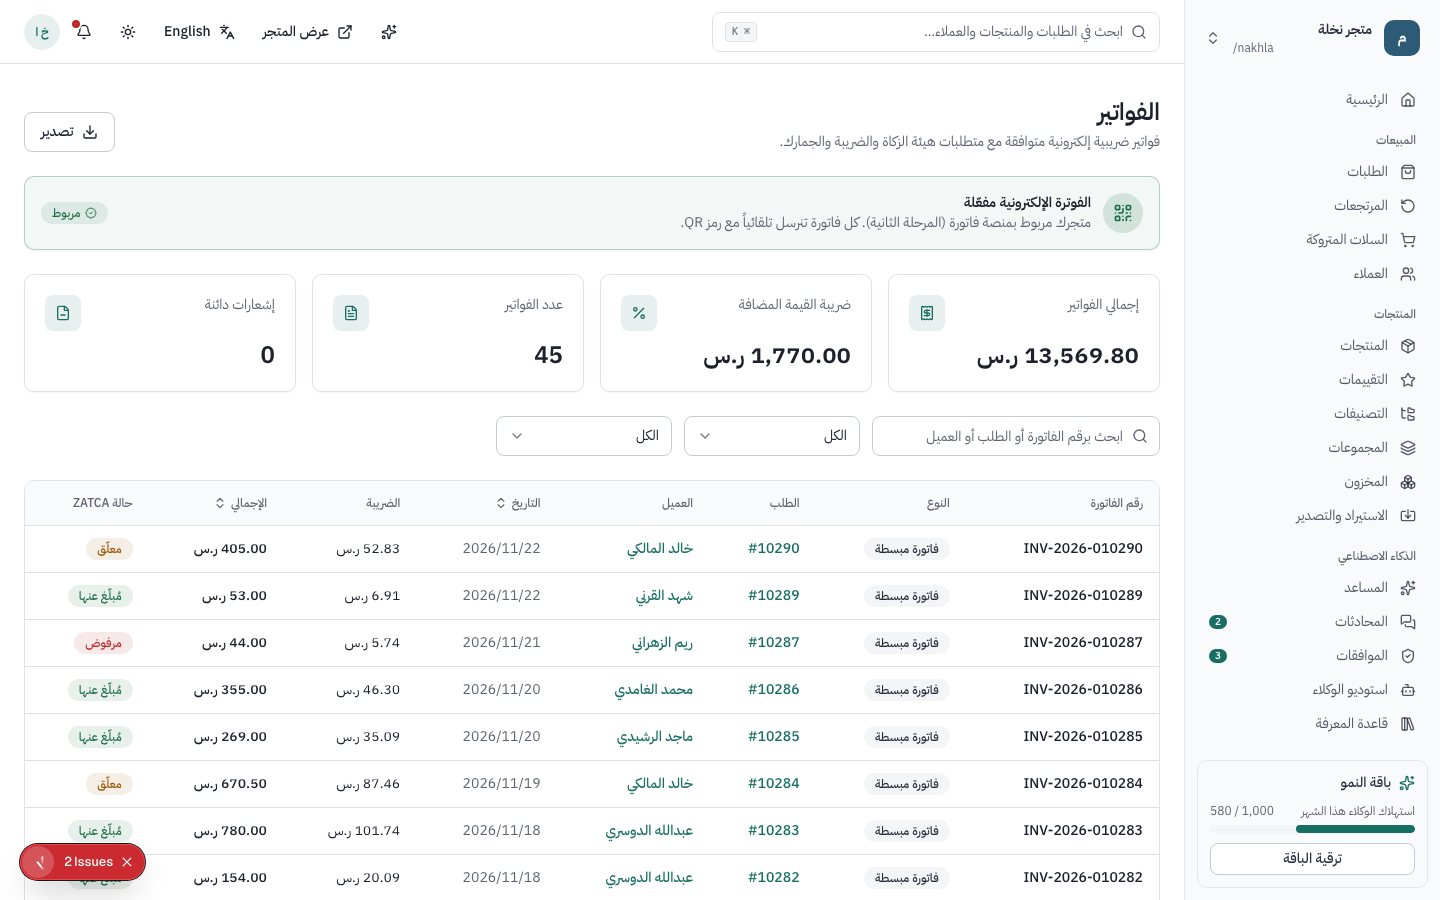 م
متجر نخلة
/nakhla
الرئيسية
المبيعات
الطلبات
المرتجعات
السلات المتروكة
العملاء
المنتجات
المنتجات
التقييمات
التصنيفات
المجموعات
المخزون
الاستيراد والتصدير
الذكاء الاصطناعي
المساعد
المحادثات 2
الموافقات 3
استوديو الوكلاء
قاعدة المعرفة
باقة النمو
استهلاك الوكلاء هذا الشهر 580 / 1,000
ترقية الباقة
ابحث في الطلبات والمنتجات والعملاء... ⌘ K
عرض المتجر
English
خ ا
الفواتير
فواتير ضريبية إلكترونية متوافقة مع متطلبات هيئة الزكاة والضريبة والجمارك.
تصدير
الفوترة الإلكترونية مفعّلة
متجرك مربوط بمنصة فاتورة (المرحلة الثانية). كل فاتورة تنرسل تلقائياً مع رمز QR.
مربوط
إجمالي الفواتير
13,569.80 ر.س
ضريبة القيمة المضافة
1,770.00 ر.س
عدد الفواتير
45
إشعارات دائنة
0
ابحث برقم الفاتورة أو الطلب أو العميل
الكل
الكل
رقم الفاتورة النوع الطلب العميل التاريخ الضريبة الإجمالي حالة ZATCA
INV-2026-010290 فاتورة مبسطة #10290 خالد المالكي 2026/11/22 52.83 ر.س 405.00 ر.س معلّق
INV-2026-010289 فاتورة مبسطة #10289 شهد القرني 2026/11/22 6.91 ر.س 53.00 ر.س مُبلّغ عنها
INV-2026-010287 فاتورة مبسطة #10287 ريم الزهراني 2026/11/21 5.74 ر.س 44.00 ر.س مرفوض
INV-2026-010286 فاتورة مبسطة #10286 محمد الغامدي 2026/11/20 46.30 ر.س 355.00 ر.س مُبلّغ عنها
INV-2026-010285 فاتورة مبسطة #10285 ماجد الرشيدي 2026/11/20 35.09 ر.س 269.00 ر.س مُبلّغ عنها
INV-2026-010284 فاتورة مبسطة #10284 خالد المالكي 2026/11/19 87.46 ر.س 670.50 ر.س معلّق
INV-2026-010283 فاتورة مبسطة #10283 عبدالله الدوسري 2026/11/18 101.74 ر.س 780.00 ر.س مُبلّغ عنها
INV-2026-010282 فاتورة مبسطة #10282 عبدالله الدوسري 2026/11/18 20.09 ر.س 154.00 ر.س
2 Issues